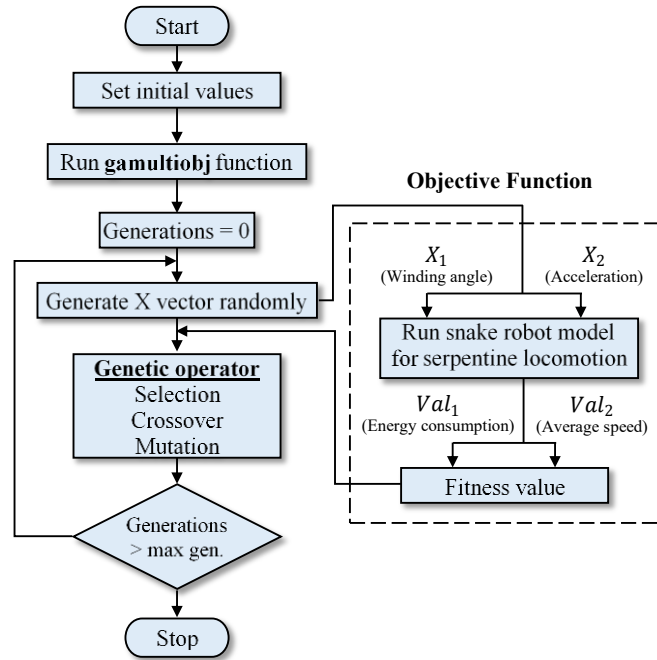 Start
Set initial values
Run gamultiobj function
Generations = 0
Generate X vector randomly
Genetic operator
Selection
Crossover
Mutation
Generations
> max gen.
Stop
Objective Function
X₁
(Winding angle)
X₂
(Acceleration)
Run snake robot model
for serpentine locomotion
Val₁
(Energy consumption)
Val₂
(Average speed)
Fitness value